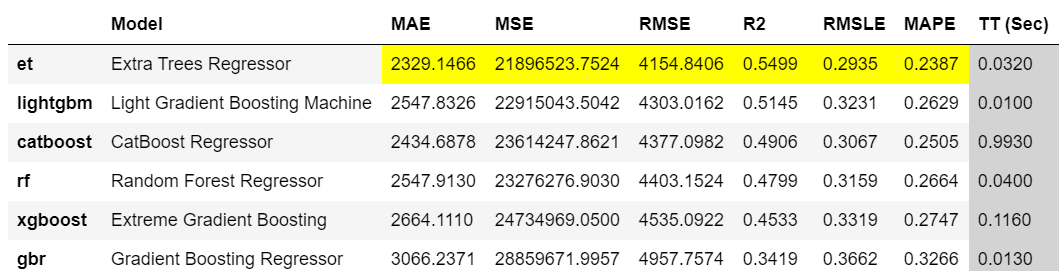 Model MAE MSE RMSE R2 RMSLE MAPE TT (Sec)
et Extra Trees Regressor 2329.1466 21896523.7524 4154.8406 0.5499 0.2935 0.2387 0.0320
lightgbm Light Gradient Boosting Machine 2547.8326 22915043.5042 4303.0162 0.5145 0.3231 0.2629 0.0100
catboost CatBoost Regressor 2434.6878 23614247.8621 4377.0982 0.4906 0.3067 0.2505 0.9930
rf Random Forest Regressor 2547.9130 23276276.9030 4403.1524 0.4799 0.3159 0.2664 0.0400
xgboost Extreme Gradient Boosting 2664.1110 24734969.0500 4535.0922 0.4533 0.3319 0.2747 0.1160
gbr Gradient Boosting Regressor 3066.2371 28859671.9957 4957.7574 0.3419 0.3662 0.3266 0.0130